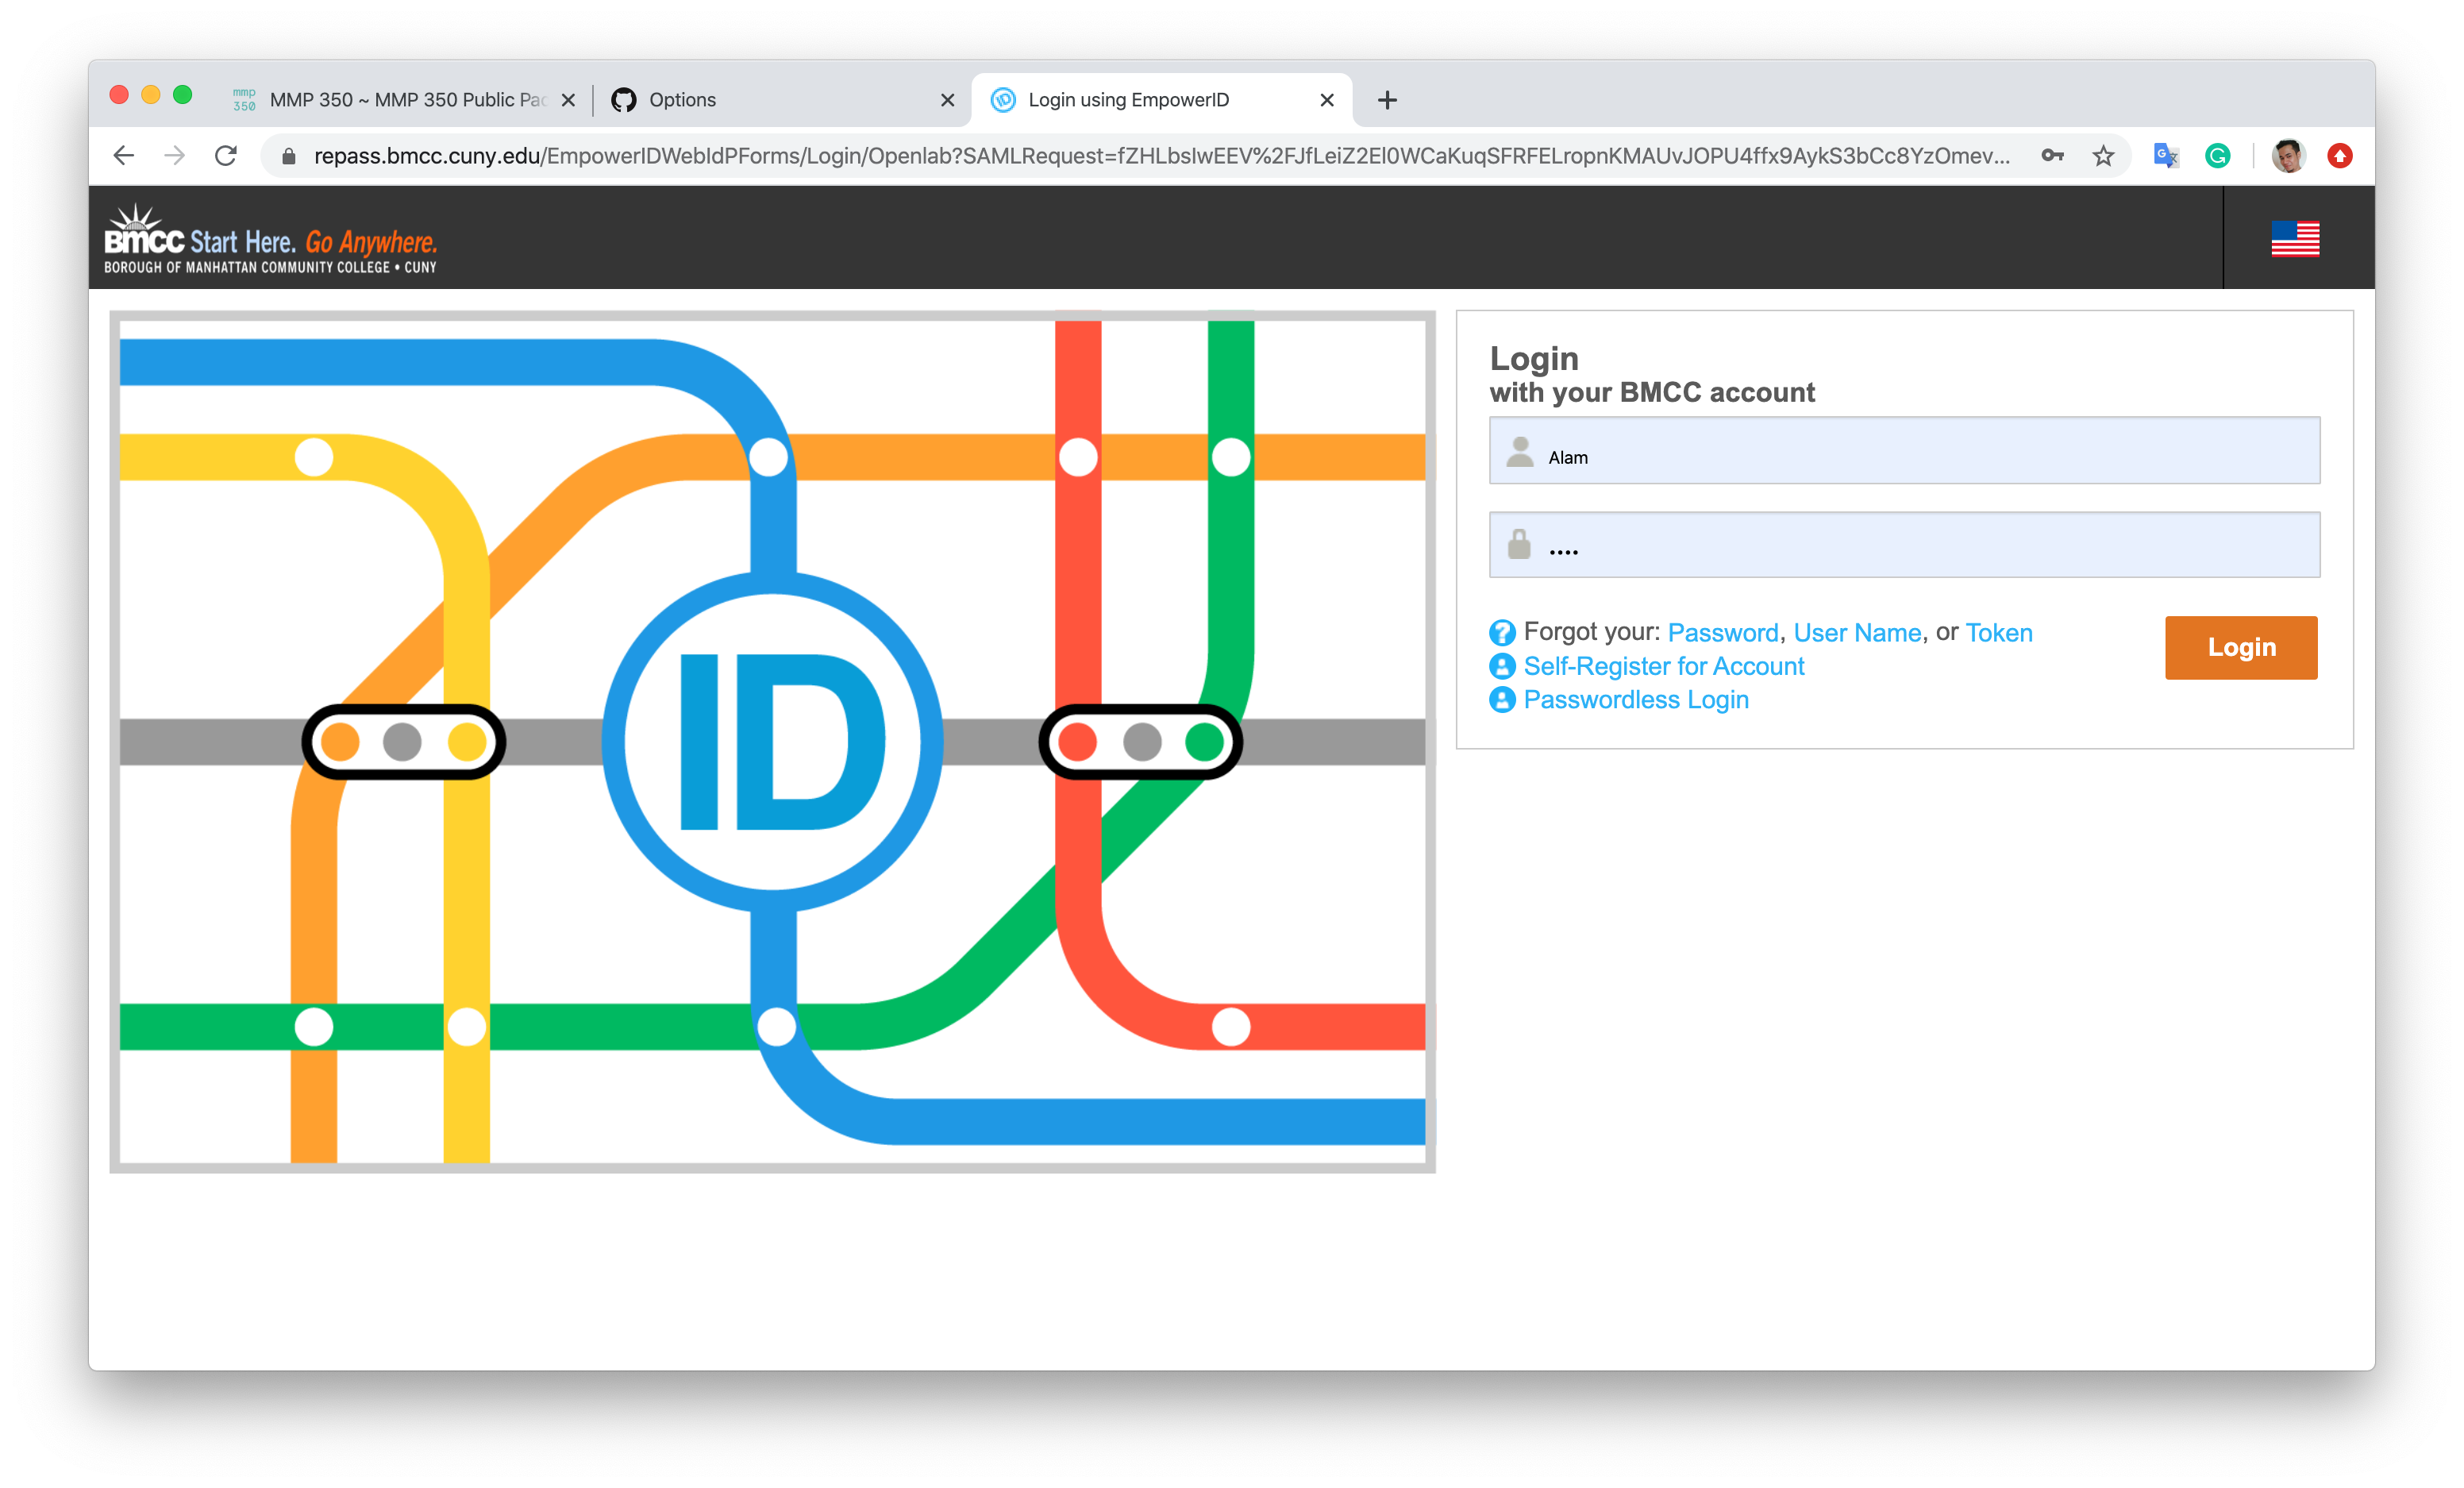 mmp
350
MMP 350 ~ MMP 350 Public Pac
Options
Login using EmpowerID
repass.bmcc.cuny.edu/EmpowerIDWebIdPForms/Login/Openlab?SAMLRequest=fZHLbsIwEEV%2FJfLeiZ2El0WCaKuqSFRFELropnKMAUvJOPU4ffx9AykS3bCc8YzOmev...
BMCC Start Here. Go Anywhere.
BOROUGH OF MANHATTAN COMMUNITY COLLEGE • CUNY
ID
Login
with your BMCC account
Alam
....
Forgot your: Password, User Name, or Token
Self-Register for Account
Passwordless Login
Login